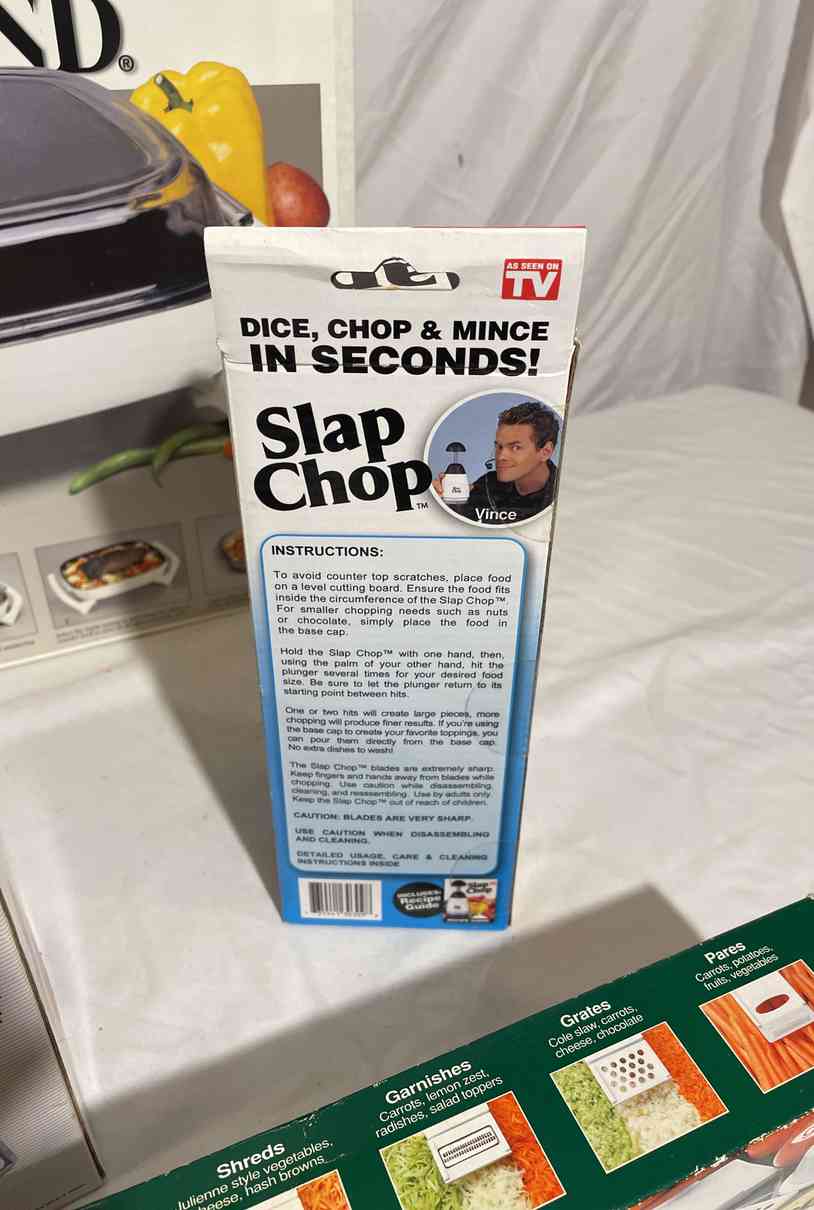 ND®
AS SEEN ON
TV
DICE, CHOP & MINCE
IN SECONDS!
Slap
Chop™
Vince
INSTRUCTIONS:
To avoid counter top scratches, place food
on a level cutting board. Ensure the food fits
inside the circumference of the Slap Chop™.
For smaller chopping needs such as nuts
or chocolate, simply place the food in
the base cap.
Hold the Slap Chop™ with one hand, then,
using the palm of your other hand, hit the
plunger several times for your desired food
size. Be sure to let the plunger return to its
starting point between hits.
One or two hits will create large pieces, more
chopping will produce finer results. If you're using
the base cap to create your favorite toppings, you
can pour them directly from the base cap.
No extra dishes to wash!
The Slap Chop™ blades are extremely sharp.
Keep fingers and hands away from blades while
chopping. Use caution while disassembling,
cleaning, and reassembling. Use by adults only.
Keep the Slap Chop™ out of reach of children.
CAUTION: BLADES ARE VERY SHARP.
USE CAUTION WHEN DISASSEMBLING
AND CLEANING.
DETAILED USAGE, CARE & CLEANING
INSTRUCTIONS INSIDE
INCLUDES:
Recipe
Guide
Slap
Chop
Pares
Carrots, potatoes,
fruits, vegetables
Grates
Cole slaw, carrots,
cheese, chocolate
Garnishes
Carrots, lemon zest,
radishes, salad toppers
Shreds
Julienne style vegetables,
cheese, hash browns